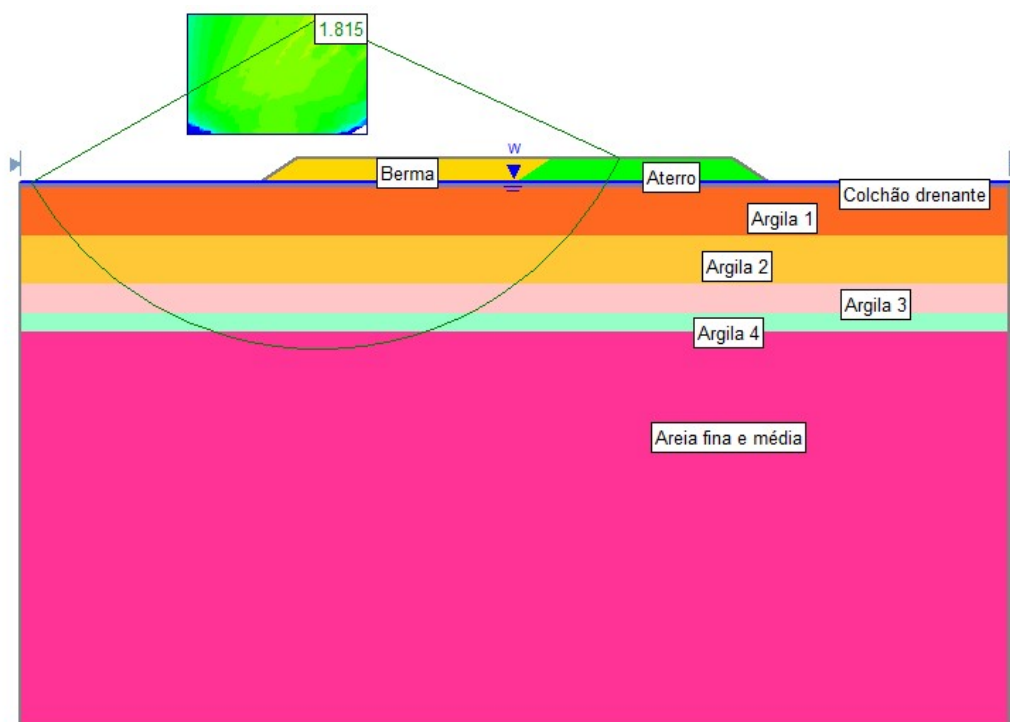 1.815
W
Berma
Aterro
Colchão drenante
Argila 1
Argila 2
Argila 3
Argila 4
Areia fina e média